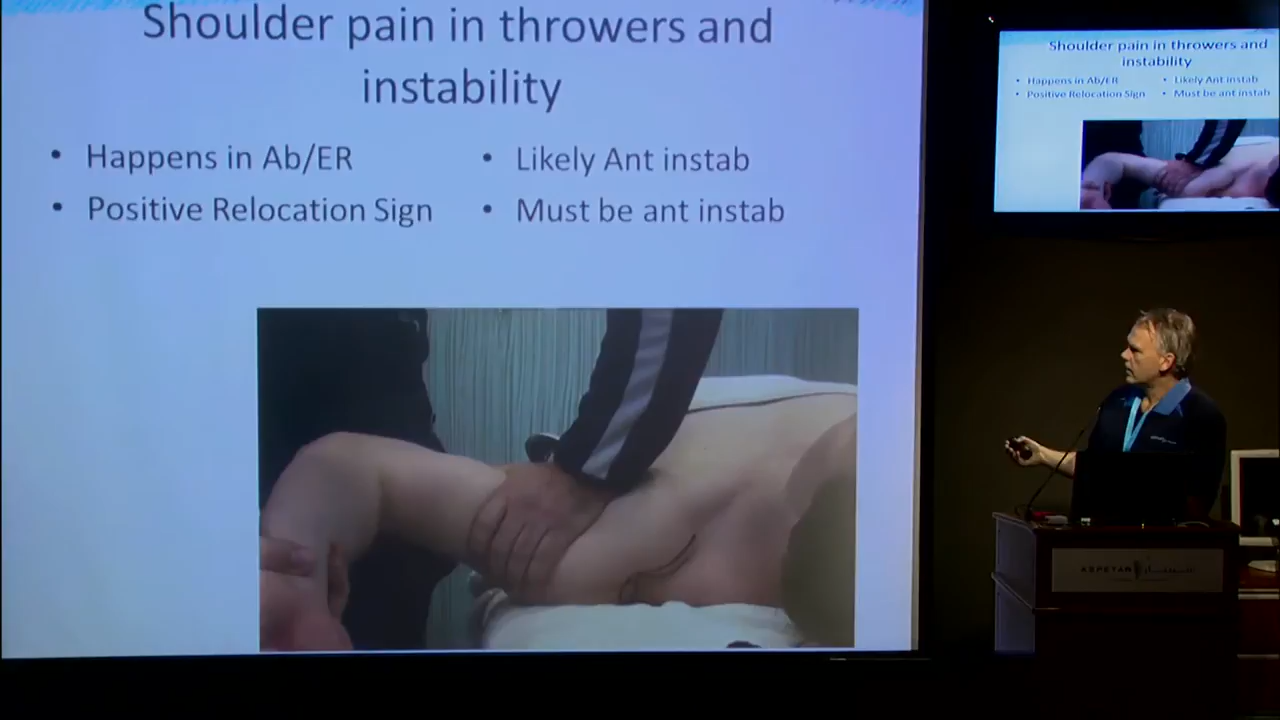 Shoulder pain in throwers and
instability
• Happens in Ab/ER
• Positive Relocation Sign
• Likely Ant instab
• Must be ant instab
Shoulder pain in throwers and
instability
• Happens in Ab/ER
• Positive Relocation Sign
• Likely Ant instab
• Must be ant instab
ASPETAR